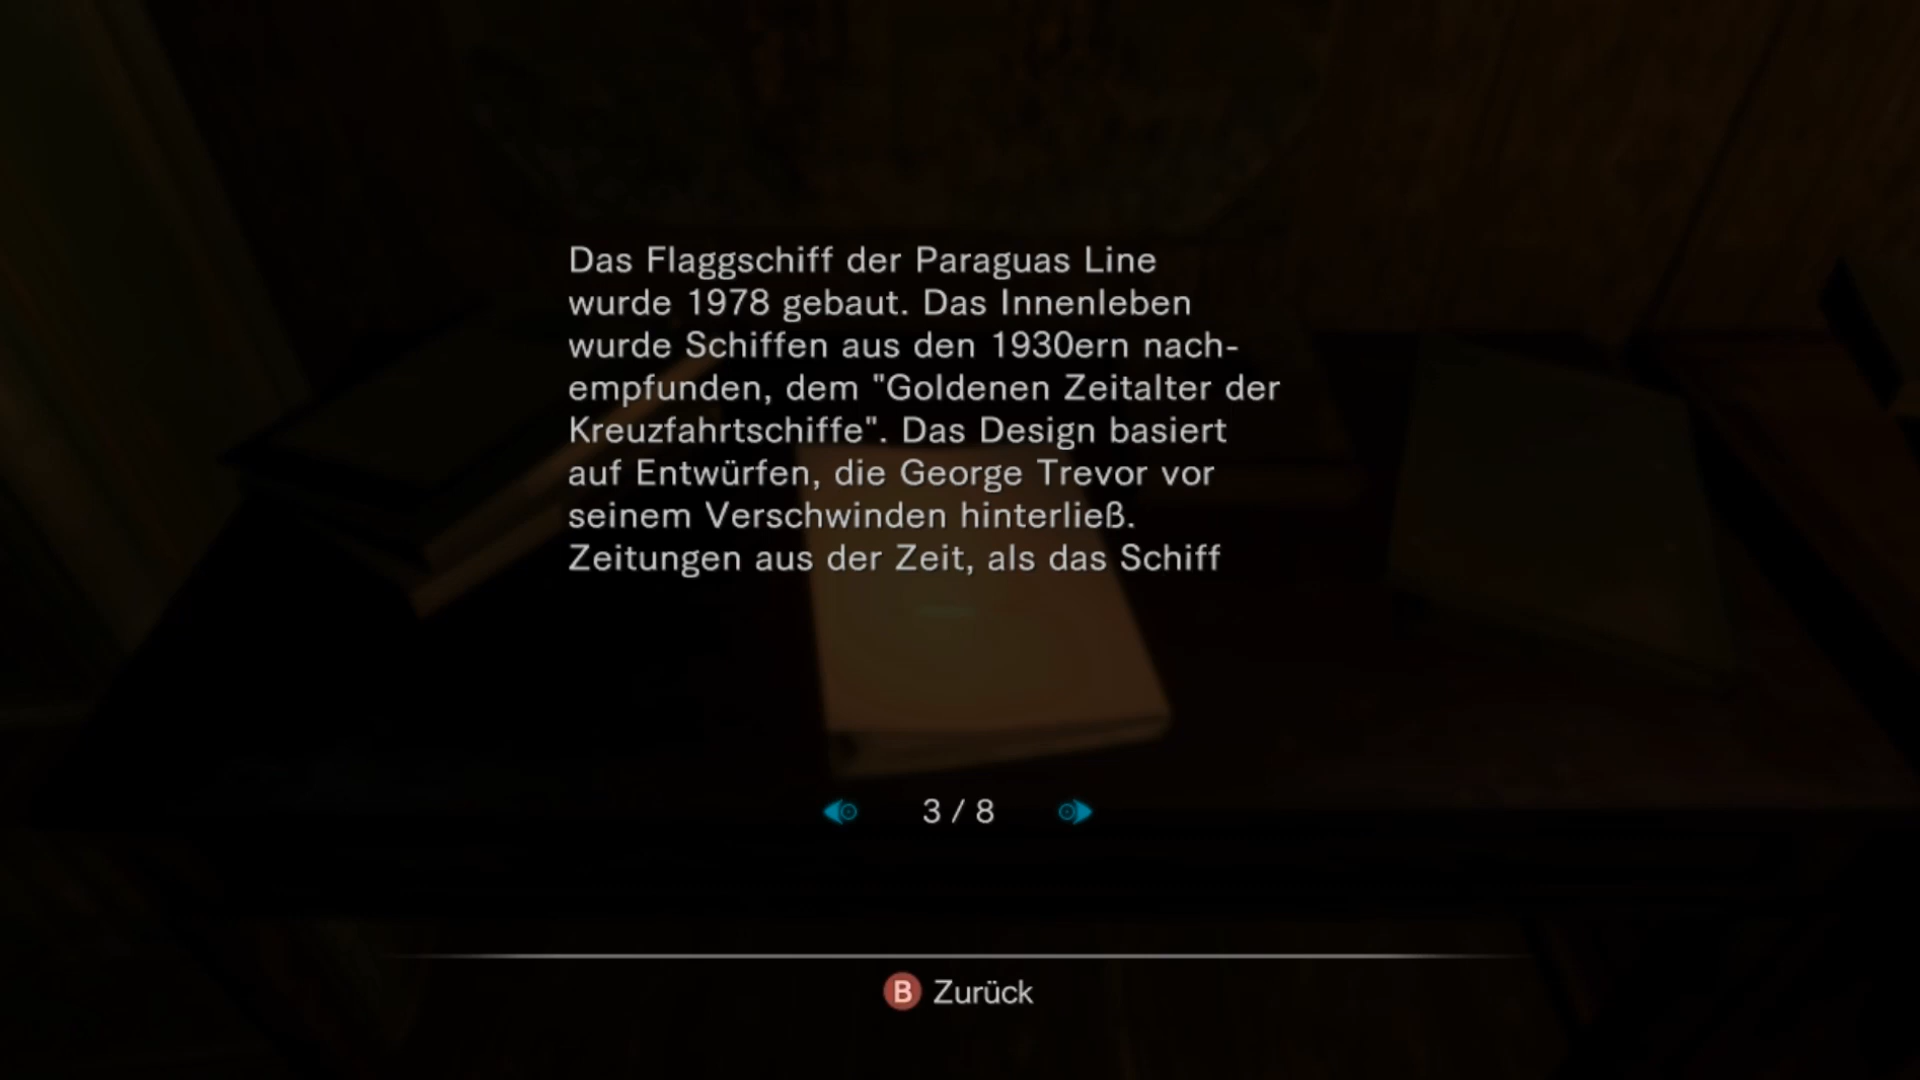 Das Flaggschiff der Paraguas Line
wurde 1978 gebaut. Das Innenleben
wurde Schiffen aus den 1930ern nach-
empfunden, dem "Goldenen Zeitalter der
Kreuzfahrtschiffe". Das Design basiert
auf Entwürfen, die George Trevor vor
seinem Verschwinden hinterließ.
Zeitungen aus der Zeit, als das Schiff
3 / 8
B Zurück